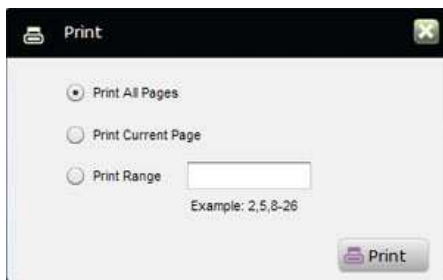 Print
Print All Pages
Print Current Page
Print Range
Example: 2,5,8-26
Print